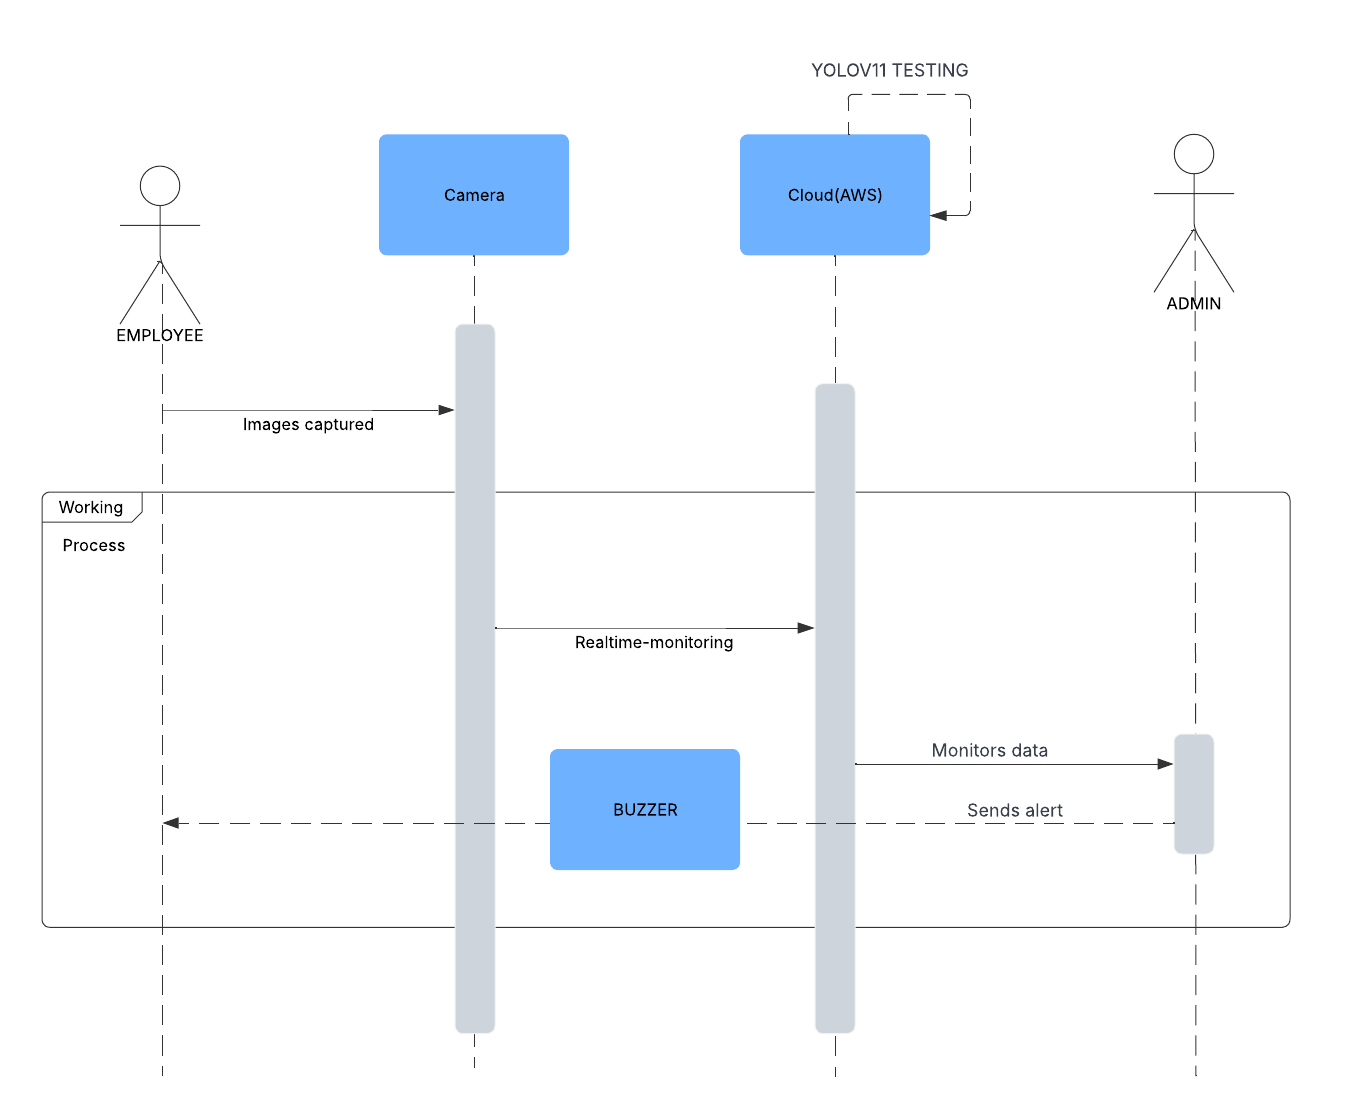 YOLOV11 TESTING
Camera
Cloud(AWS)
ADMIN
EMPLOYEE
Images captured
Working
Process
Realtime-monitoring
Monitors data
BUZZER
Sends alert